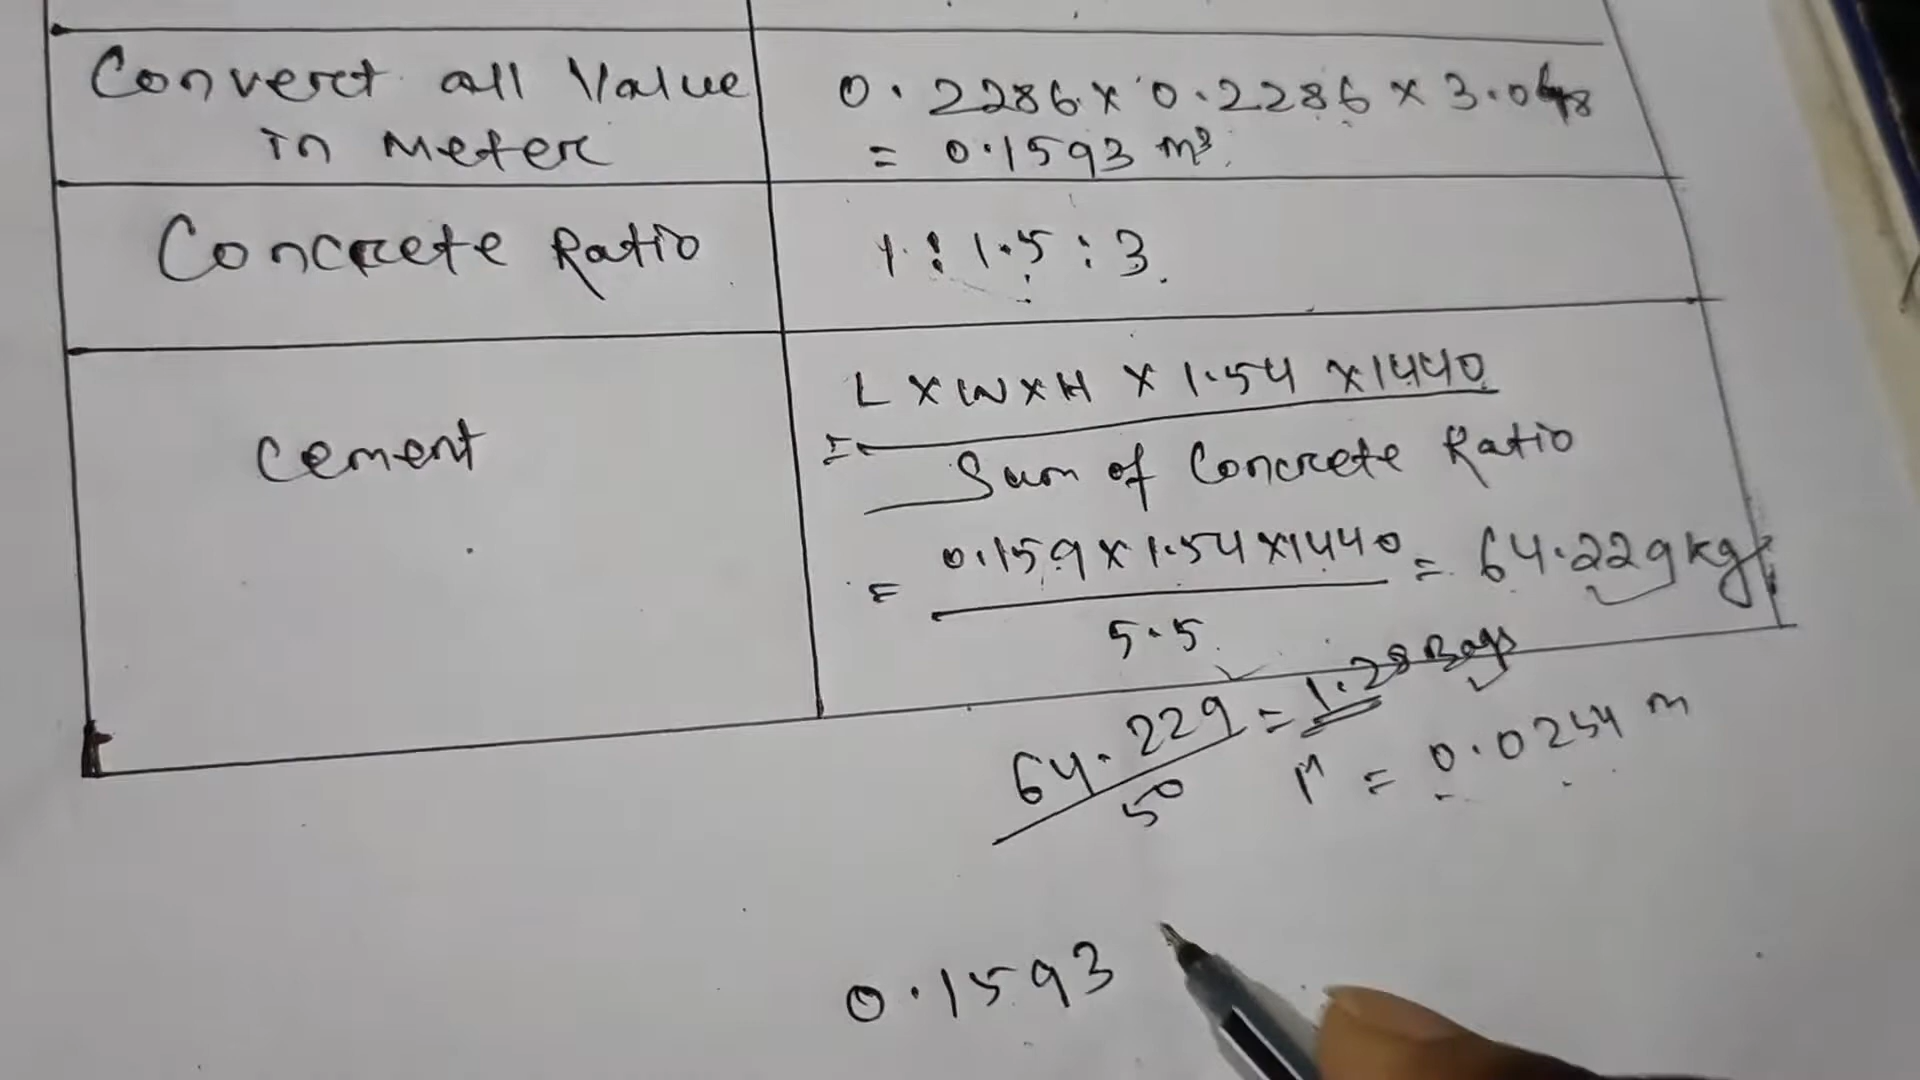 Convert all Value
in Meter
0.2286 x 0.2286 x 3.048
= 0.1593 m³
Concrete Ratio
1 : 1.5 : 3
Cement
L x W x H x 1.54 x 1440
=
Sum of Concrete Ratio
0.159 x 1.54 x 1440
= = 64.229 kg
5.5
64.229 = 1.28 Bags
50
1" = 0.0254 m
0.1593